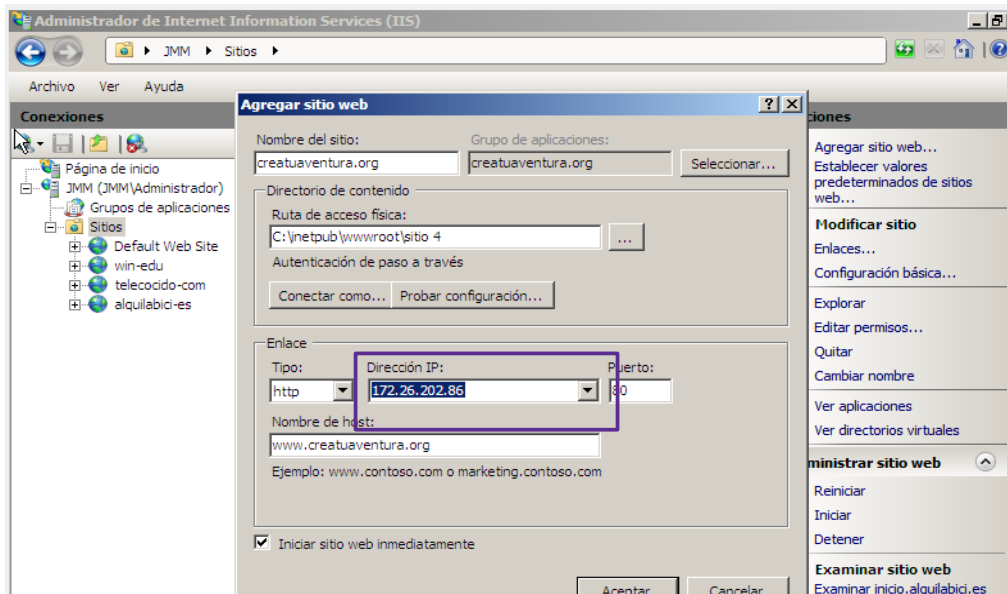 Administrador de Internet Information Services (IIS)
JMM Sitios
Archivo Ver Ayuda
Conexiones
Página de inicio
JMM (JMM\Administrador)
Grupos de aplicaciones
Sitios
Default Web Site
win-edu
telecocido-com
alquilabici-es
Agregar sitio web
Nombre del sitio: Grupo de aplicaciones:
creatuaventura.org creatuaventura.org Seleccionar...
Directorio de contenido
Ruta de acceso física:
C:\inetpub\wwwroot\sitio 4 ...
Autenticación de paso a través
Conectar como... Probar configuración...
Enlace
Tipo: Dirección IP: Puerto:
http 172.26.202.86 80
Nombre de host:
www.creatuaventura.org
Ejemplo: www.contoso.com o marketing.contoso.com
Iniciar sitio web inmediatamente
Aceptar Cancelar
ciones
Agregar sitio web...
Establecer valores
predeterminados de sitios
web...
Modificar sitio
Enlaces...
Configuración básica...
Explorar
Editar permisos...
Quitar
Cambiar nombre
Ver aplicaciones
Ver directorios virtuales
ministrar sitio web
Reiniciar
Iniciar
Detener
Examinar sitio web
Examinar inicio.alquilabici.es